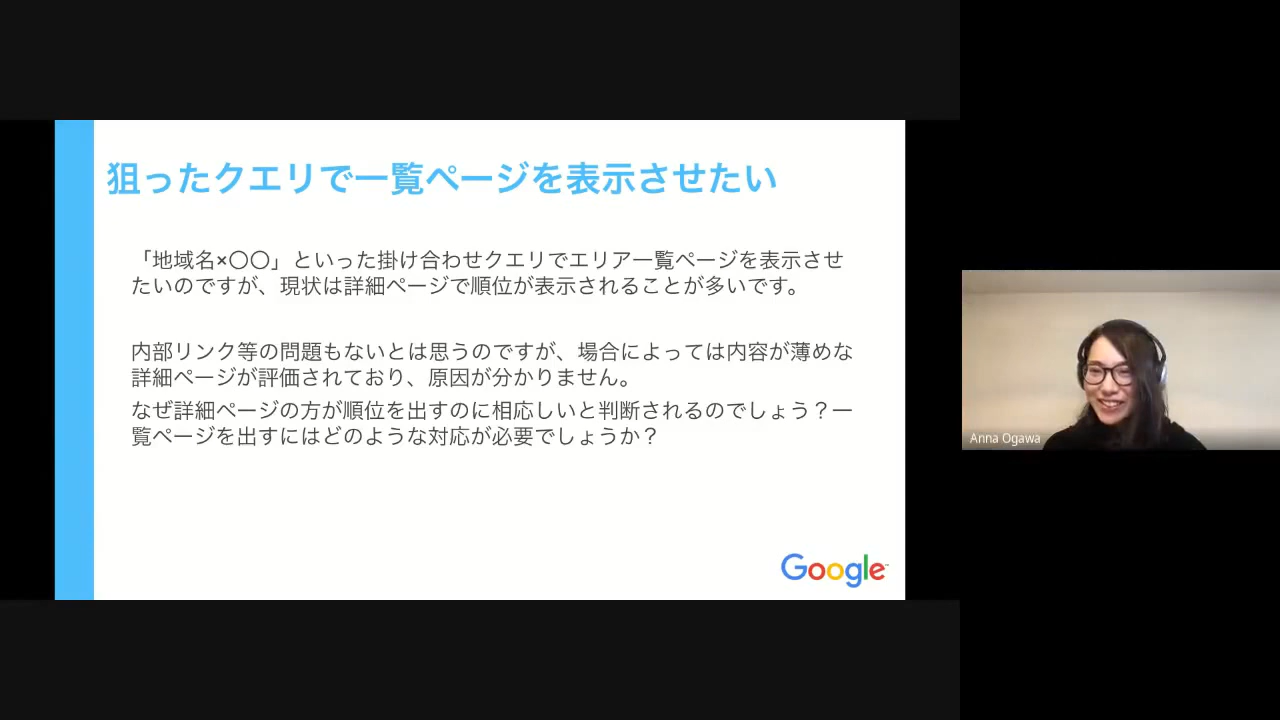 狙ったクエリで一覧ページを表示させたい
「地域名×〇〇」といった掛け合わせクエリでエリア一覧ページを表示させ
たいのですが、現状は詳細ページで順位が表示されることが多いです。
内部リンク等の問題もないとは思うのですが、場合によっては内容が薄めな
詳細ページが評価されており、原因が分かりません。
なぜ詳細ページの方が順位を出すのに相応しいと判断されるのでしょう？一
覧ページを出すにはどのような対応が必要でしょうか？
Google
Anna Ogawa